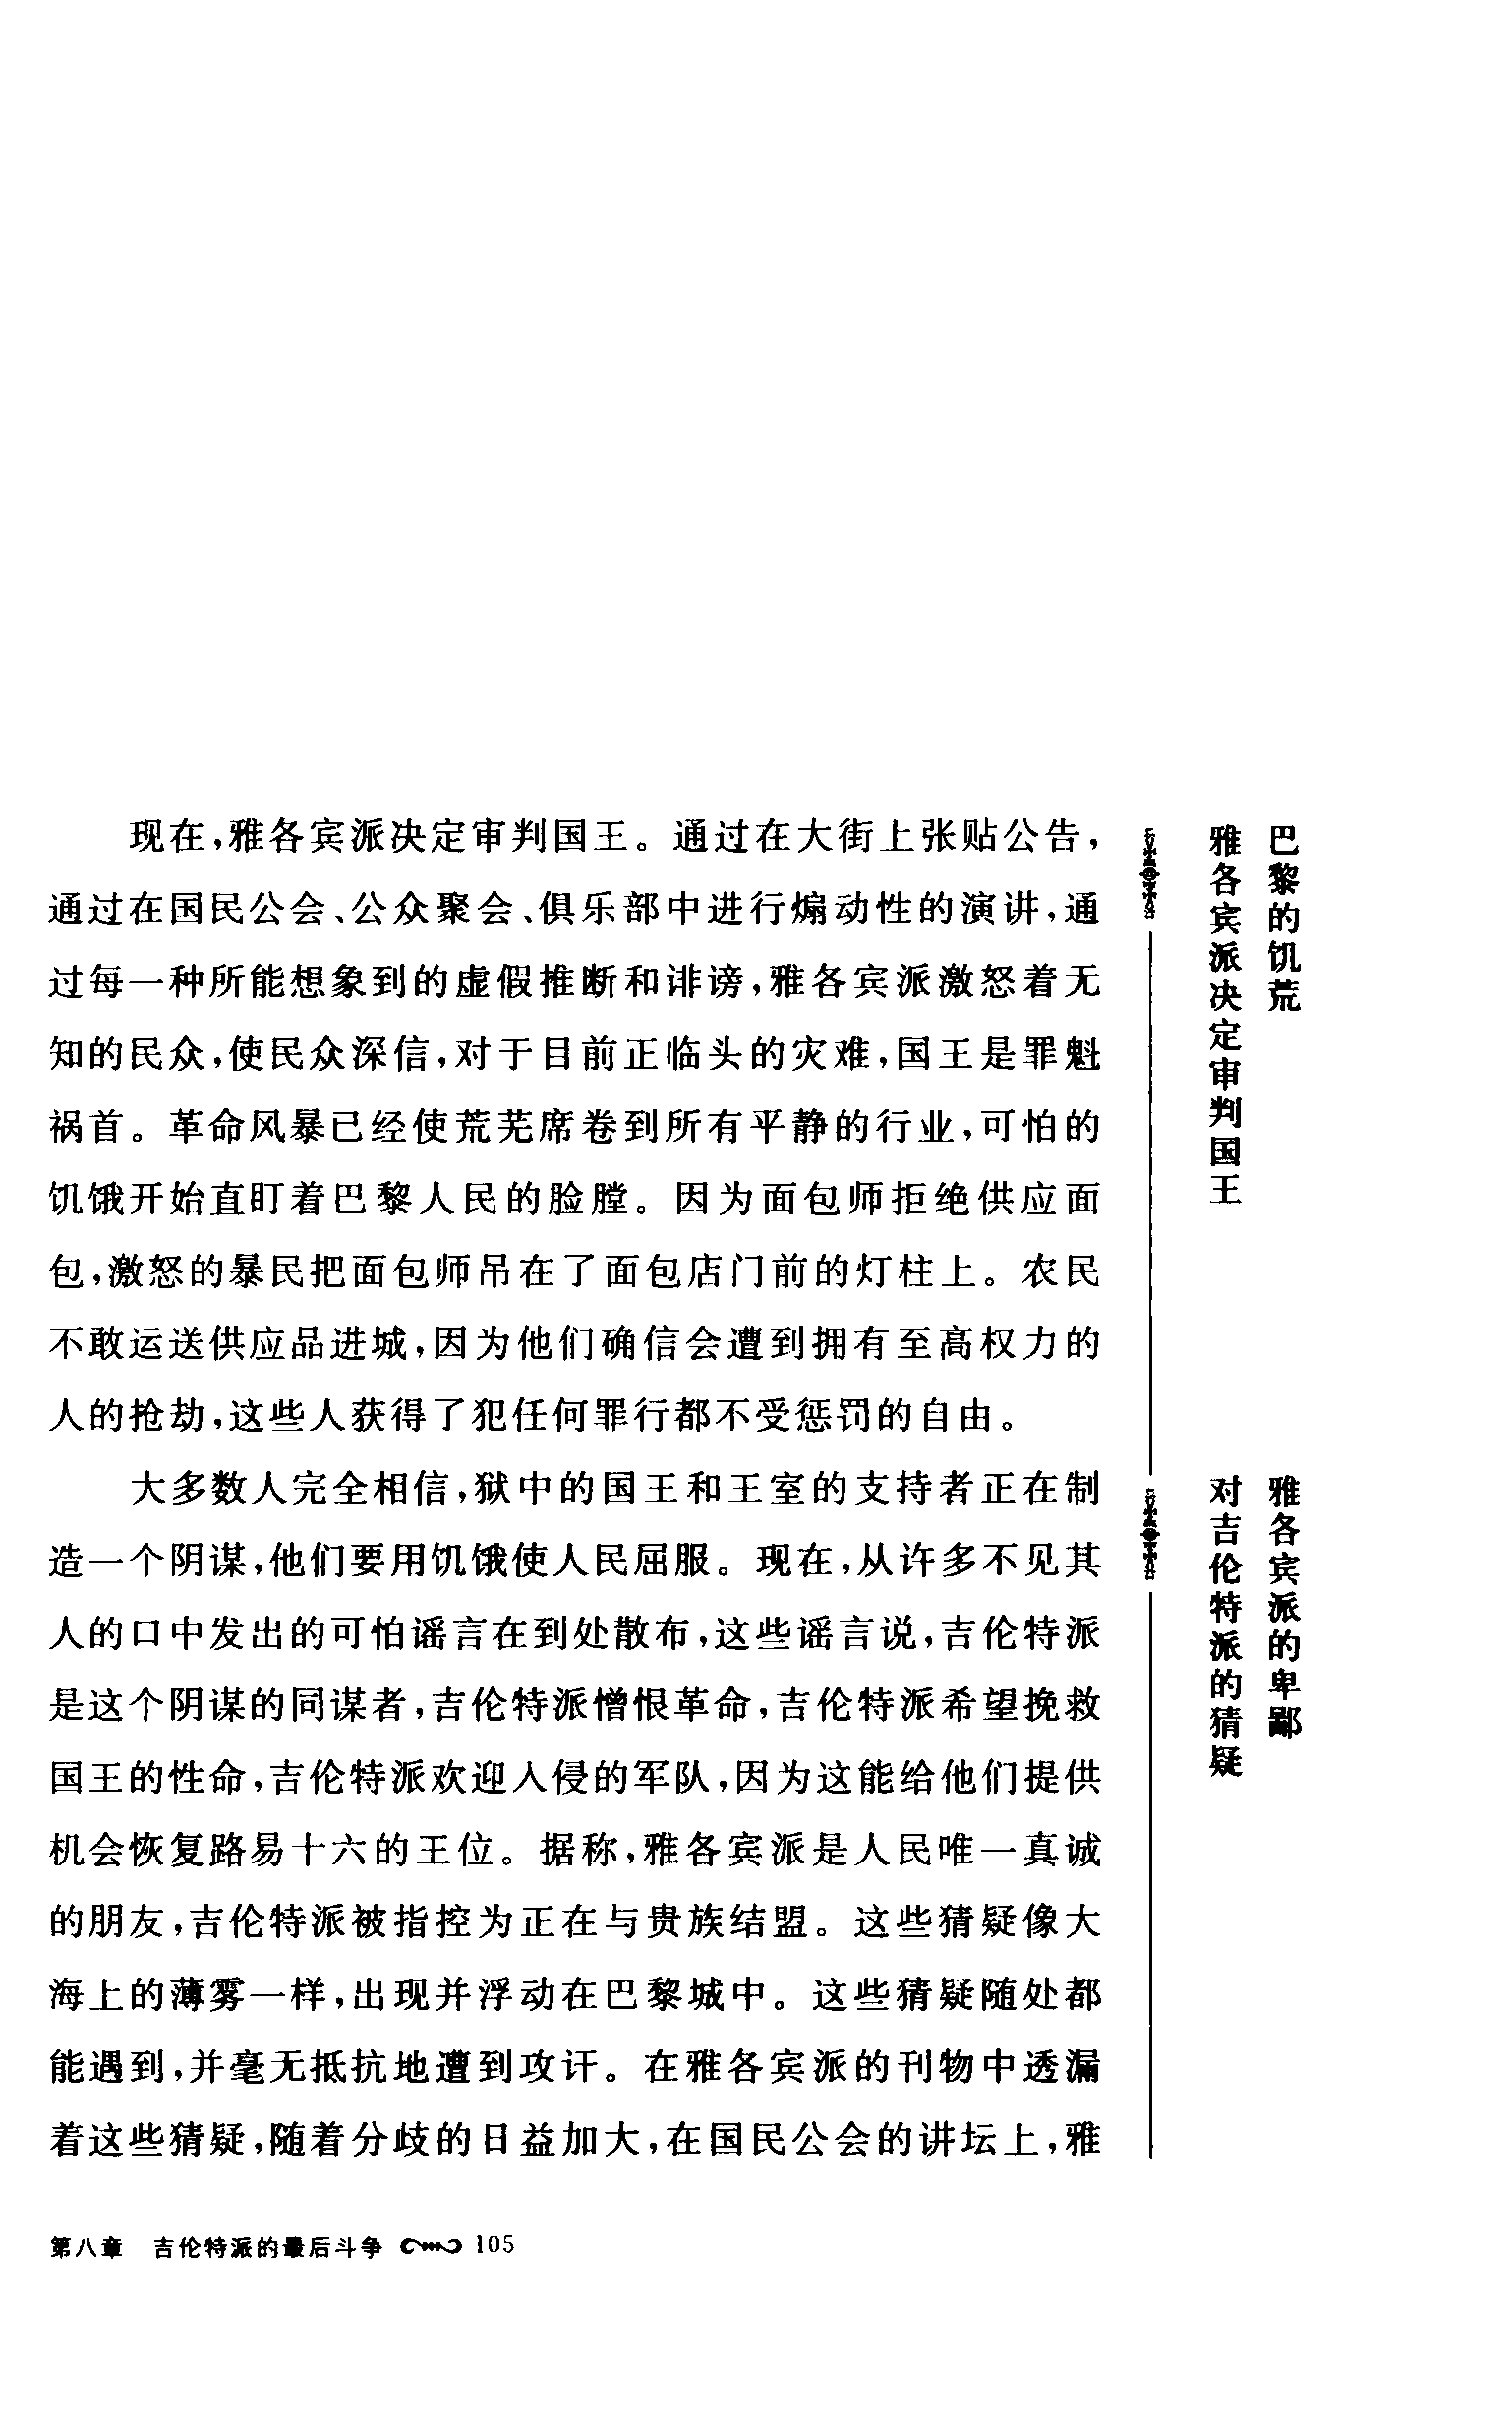 现在,雅各宾派决定审判国王。通过在大街上张贴公告,
通过在国民公会、公众聚会、俱乐部中进行煽动性的演讲,通
过每一种所能想象到的虚假推断和诽谤,雅各宾派激怒着无
知的民众,使民众深信,对于目前正临头的灾难,国王是罪魁
祸首。革命风暴已经使荒芜席卷到所有平静的行业,可怕的
饥饿开始直盯着巴黎人民的脸膛。因为面包师拒绝供应面
包,激怒的暴民把面包师吊在了面包店门前的灯柱上。农民
不敢运送供应品进城,因为他们确信会遭到拥有至高权力的
人的抢劫,这些人获得了犯任何罪行都不受惩罚的自由。
大多数人完全相信,狱中的国王和王室的支持者正在制
造一个阴谋,他们要用饥饿使人民屈服。现在,从许多不见其
人的口中发出的可怕谣言在到处散布,这些谣言说,吉伦特派
是这个阴谋的同谋者,吉伦特派憎恨革命,吉伦特派希望挽救
国王的性命,吉伦特派欢迎入侵的军队,因为这能给他们提供
机会恢复路易十六的王位。据称,雅各宾派是人民唯一真诚
的朋友,吉伦特派被指控为正在与贵族结盟。这些猜疑像大
海上的薄雾一样,出现并浮动在巴黎城中。这些猜疑随处都
能遇到,并毫无抵抗地遭到攻讦。在雅各宾派的刊物中透漏
着这些猜疑,随着分歧的日益加大,在国民公会的讲坛上,雅
巴黎的饥荒
雅各宾派决定审判国王
雅各宾派的卑鄙
对吉伦特派的猜疑
第八章 吉伦特派的最后斗争 105